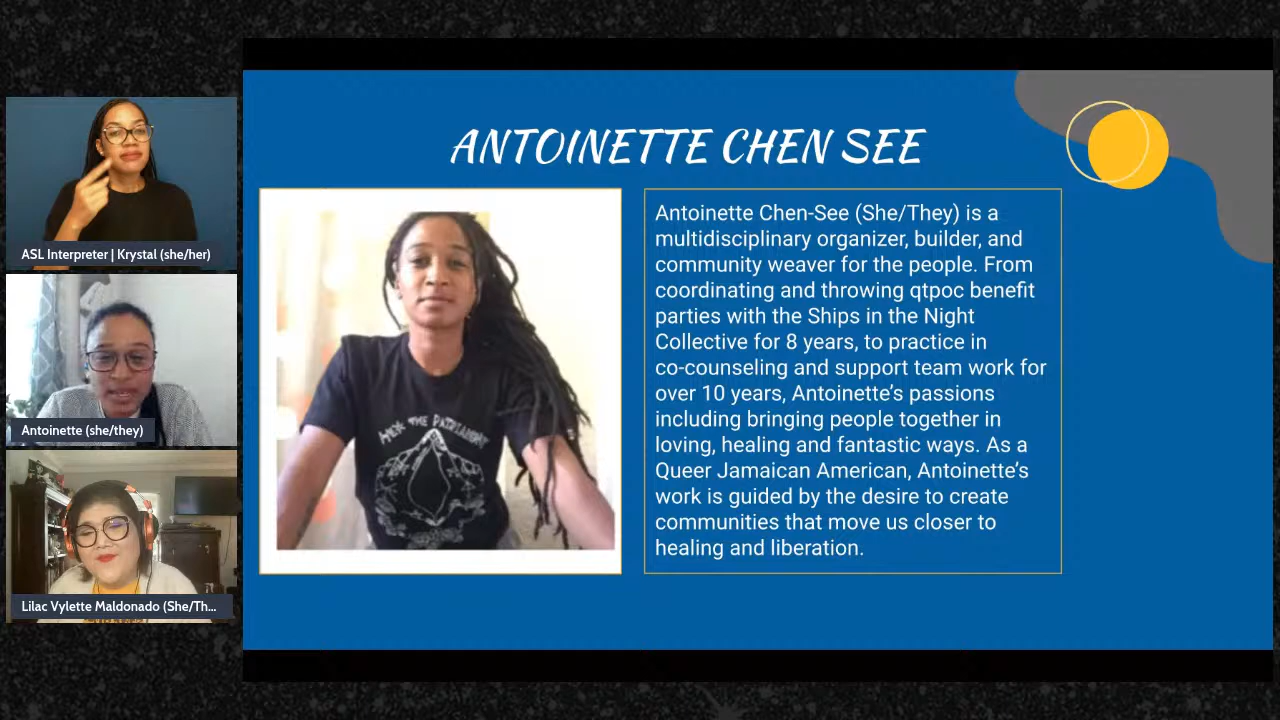 ANTOINETTE CHEN SEE
ASL Interpreter | Krystal (she/her)
Antoinette (she/they)
Lilac Vylette Maldonado (She/Th...
THE PATRIARCHY
Antoinette Chen-See (She/They) is a
multidisciplinary organizer, builder, and
community weaver for the people. From
coordinating and throwing qtpoc benefit
parties with the Ships in the Night
Collective for 8 years, to practice in
co-counseling and support team work for
over 10 years, Antoinette's passions
including bringing people together in
loving, healing and fantastic ways. As a
Queer Jamaican American, Antoinette's
work is guided by the desire to create
communities that move us closer to
healing and liberation.